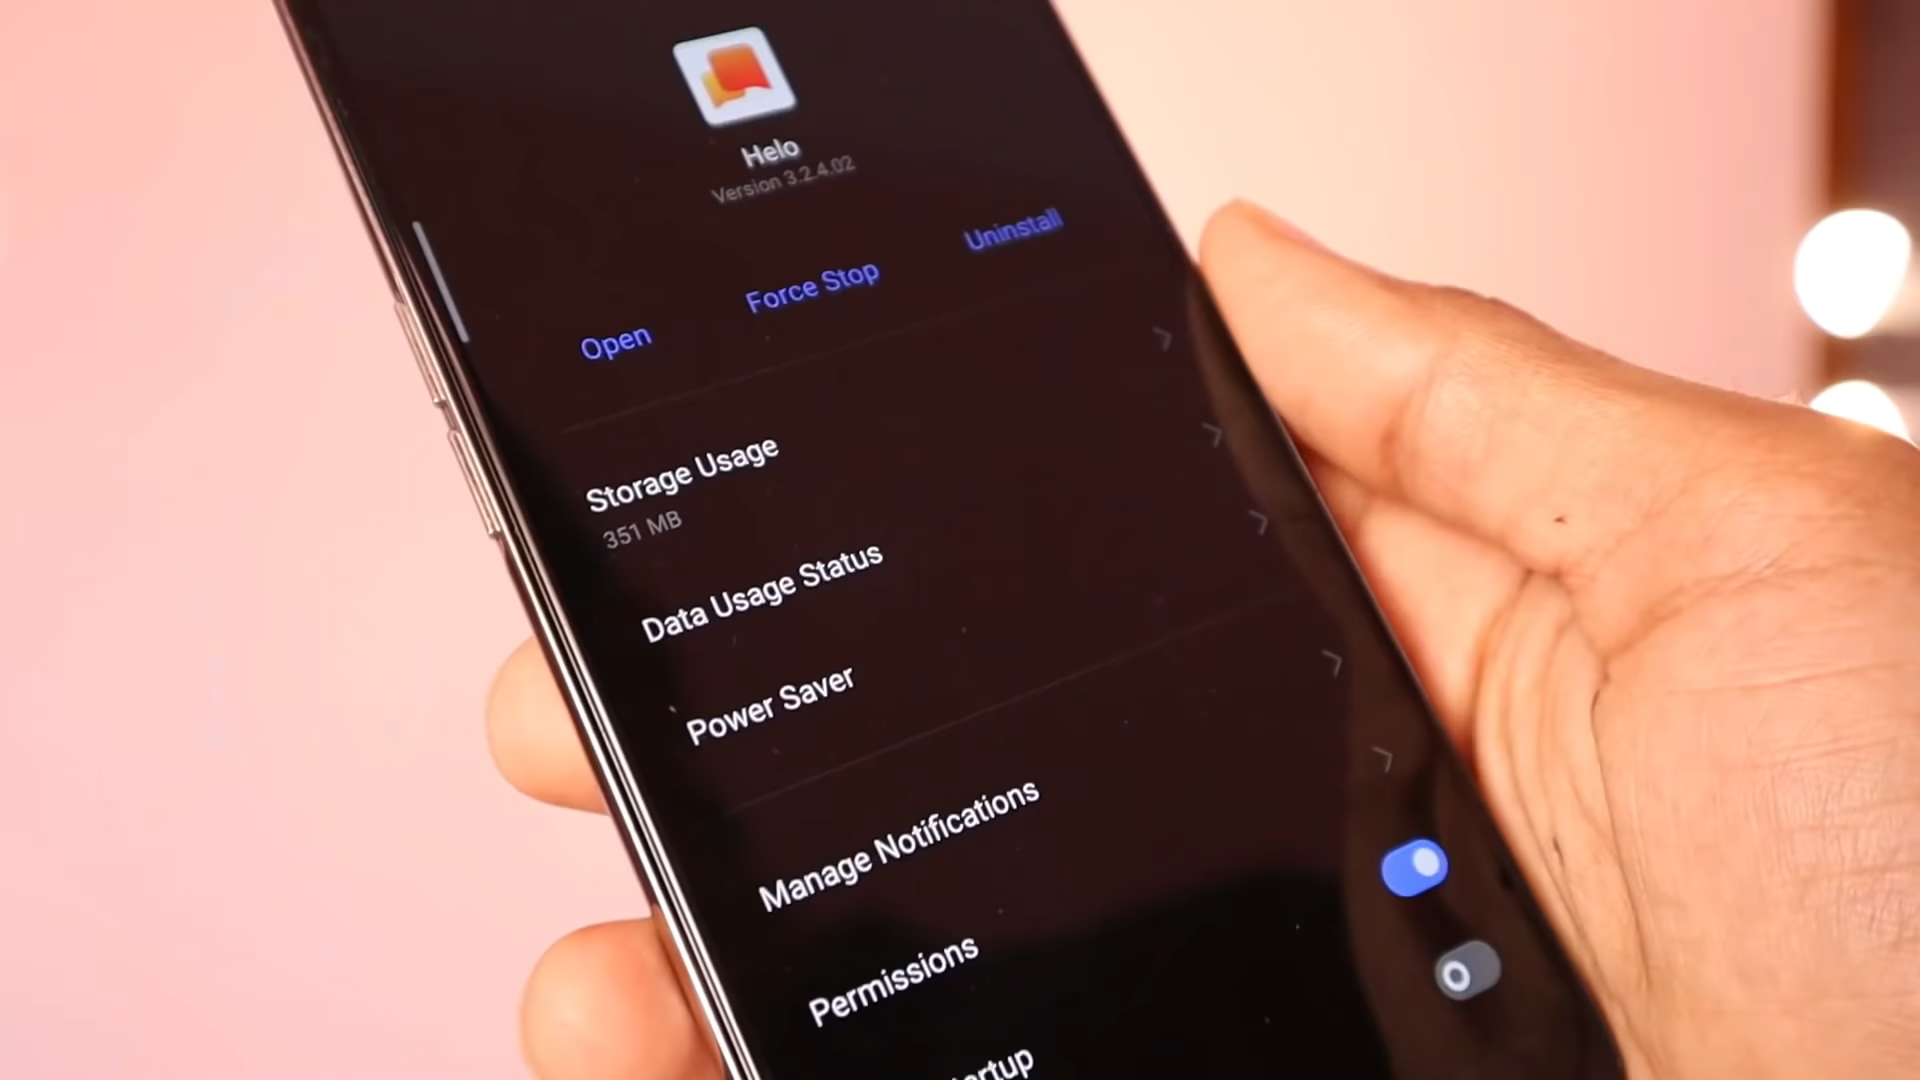 Helo
Version 3.2.4.02
Open
Force Stop
Uninstall
Storage Usage
351 MB
Data Usage Status
Power Saver
Manage Notifications
Permissions